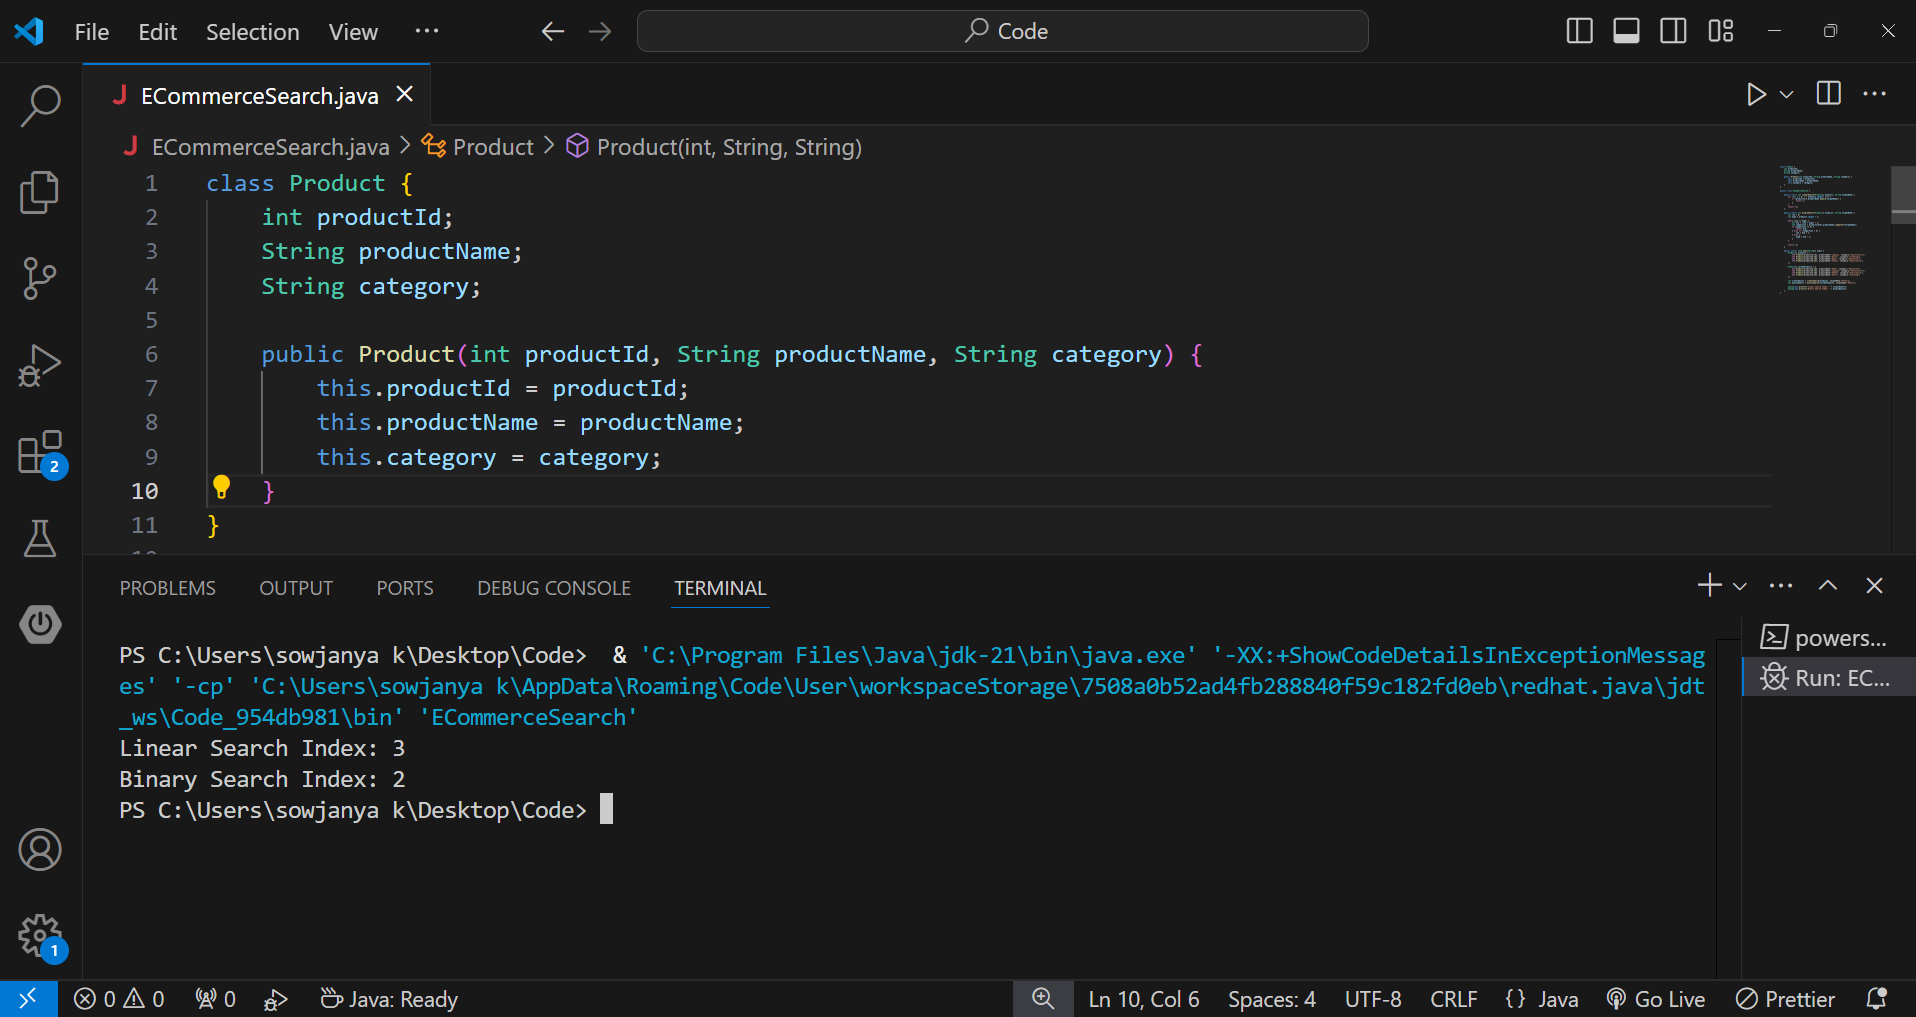 File Edit Selection View ··· Code
ECommerceSearch.java
ECommerceSearch.java > Product > Product(int, String, String)
1 class Product {
2     int productId;
3     String productName;
4     String category;
5
6     public Product(int productId, String productName, String category) {
7         this.productId = productId;
8         this.productName = productName;
9         this.category = category;
10     }
11 }
PROBLEMS OUTPUT PORTS DEBUG CONSOLE TERMINAL
PS C:\Users\sowjanya k\Desktop\Code>  & 'C:\Program Files\Java\jdk-21\bin\java.exe' '-XX:+ShowCodeDetailsInExceptionMessag
es' '-cp' 'C:\Users\sowjanya k\AppData\Roaming\Code\User\workspaceStorage\7508a0b52ad4fb288840f59c182fd0eb\redhat.java\jdt
_ws\Code_954db981\bin' 'ECommerceSearch'
Linear Search Index: 3
Binary Search Index: 2
PS C:\Users\sowjanya k\Desktop\Code>
powers...
Run: EC...
2
1
0 0 0 Java: Ready Ln 10, Col 6 Spaces: 4 UTF-8 CRLF {} Java Go Live Prettier